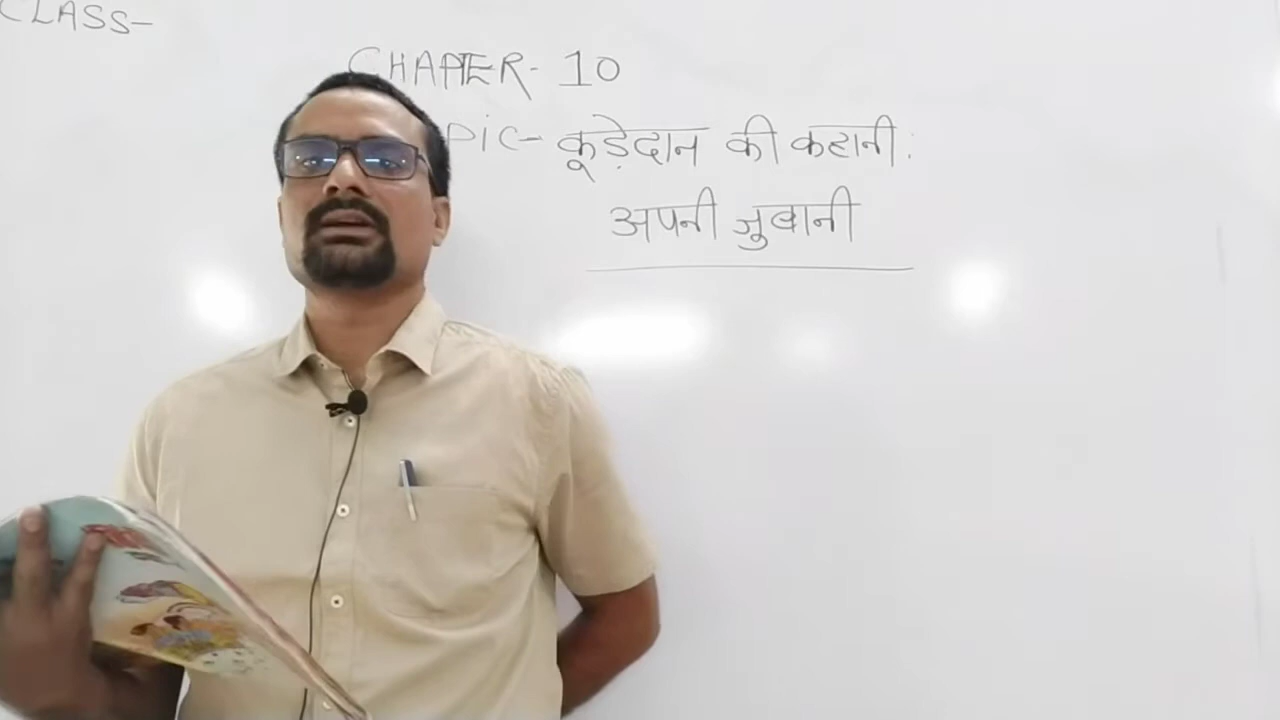 CLASS-
CHAPTER- 10
PIC- कूड़ेदान की कहानी:
अपनी जुबानी